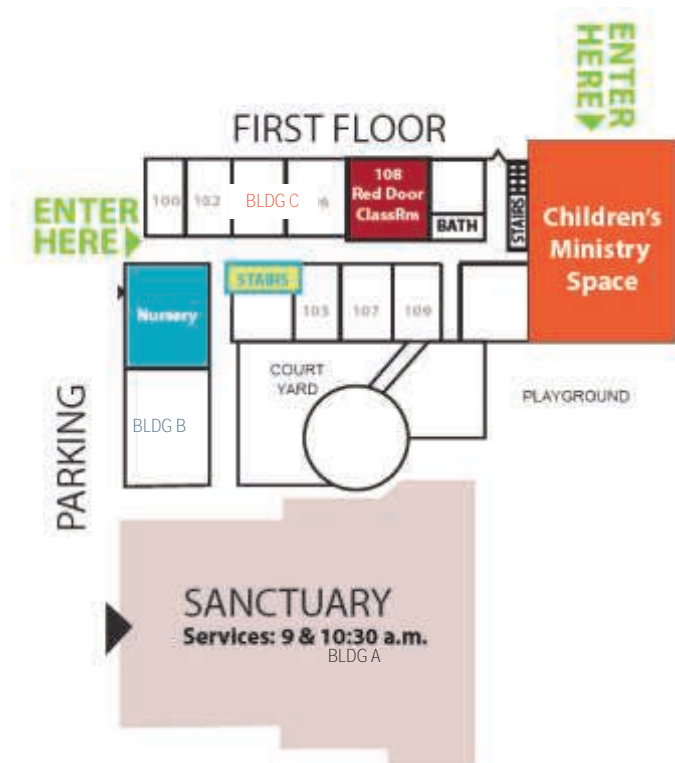 ENTER
HERE
FIRST FLOOR
100
102
BLDG C
108
Red Door
ClassRm
BATH
STAIRS
Children's
Ministry
Space
ENTER
HERE
Nursery
STAIRS
105
107
109
COURT
YARD
PLAYGROUND
BLDG B
PARKING
SANCTUARY
Services: 9 & 10:30 a.m.
BLDG A